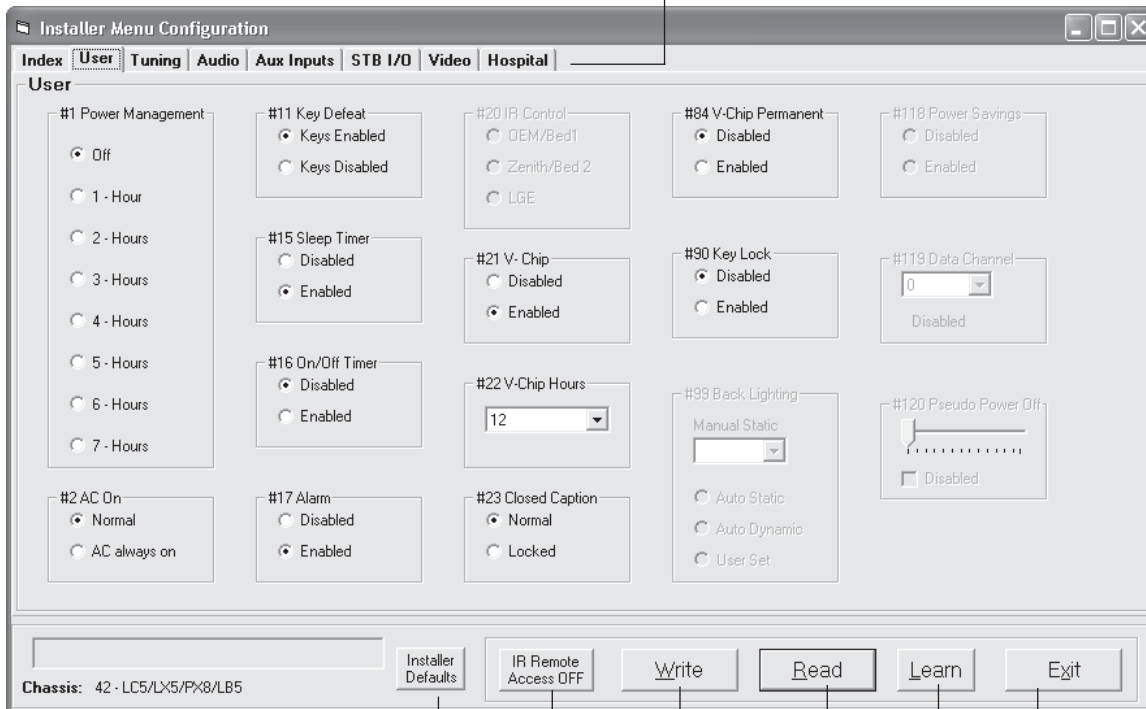 Installer Menu Configuration
Index User Tuning Audio Aux Inputs STB I/O Video Hospital
User
#1 Power Management
Off
1 - Hour
2 - Hours
3 - Hours
4 - Hours
5 - Hours
6 - Hours
7 - Hours
#2 AC On
Normal
AC always on
#11 Key Defeat
Keys Enabled
Keys Disabled
#15 Sleep Timer
Disabled
Enabled
#16 On/Off Timer
Disabled
Enabled
#17 Alarm
Disabled
Enabled
#20 IR Control
OEM/Bed1
Zenith/Bed 2
LGE
#21 V- Chip
Disabled
Enabled
#22 V-Chip Hours
12
#23 Closed Caption
Normal
Locked
#84 V-Chip Permanent
Disabled
Enabled
#90 Key Lock
Disabled
Enabled
#99 Back Lighting
Manual Static
Auto Static
Auto Dynamic
User Set
#118 Power Savings
Disabled
Enabled
#119 Data Channel
0
Disabled
#120 Pseudo Power Off
Disabled
Chassis: 42 - LC5/LX5/PX8/LB5
Installer
Defaults
IR Remote
Access OFF
Write
Read
Learn
Exit